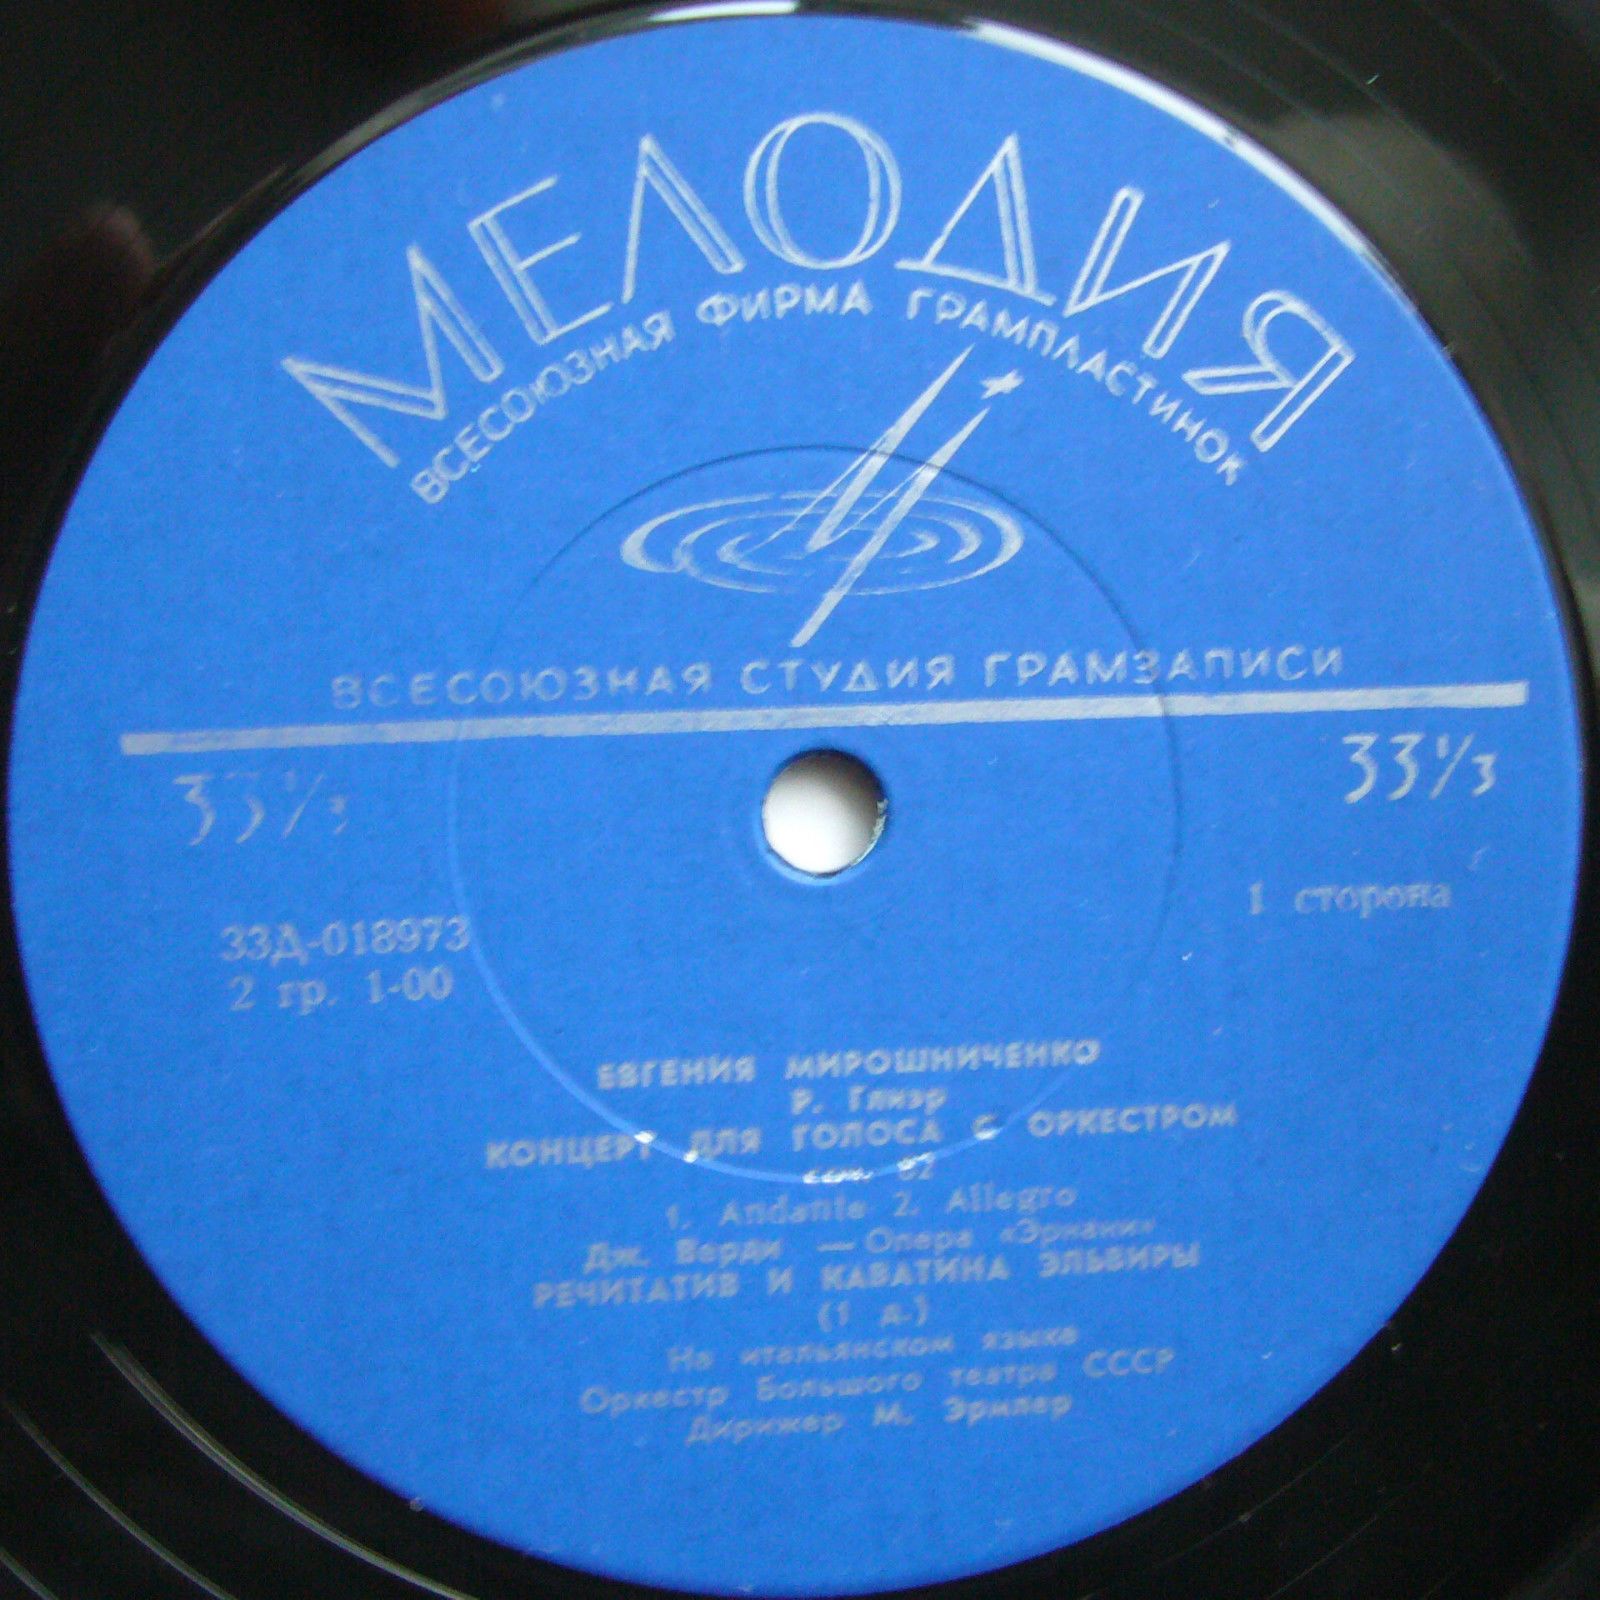 МЕЛОДИЯ
ВСЕСОЮЗНАЯ ФИРМА ГРАМПЛАСТИНОК
ВСЕСОЮЗНАЯ СТУДИЯ ГРАМЗАПИСИ
33⅓ 33⅓
1 сторона
33Д-018973
2 гр. 1-00
ЕВГЕНИЯ МИРОШНИЧЕНКО
Р. Глиэр
КОНЦЕРТ ДЛЯ ГОЛОСА С ОРКЕСТРОМ
соч. 82
1. Andante 2. Allegro
Дж. Верди — Опера «Эрнани»
РЕЧИТАТИВ И КАВАТИНА ЭЛЬВИРЫ
(1 д.)
На итальянском языке
Оркестр Большого театра СССР
Дирижер М. Эрмлер